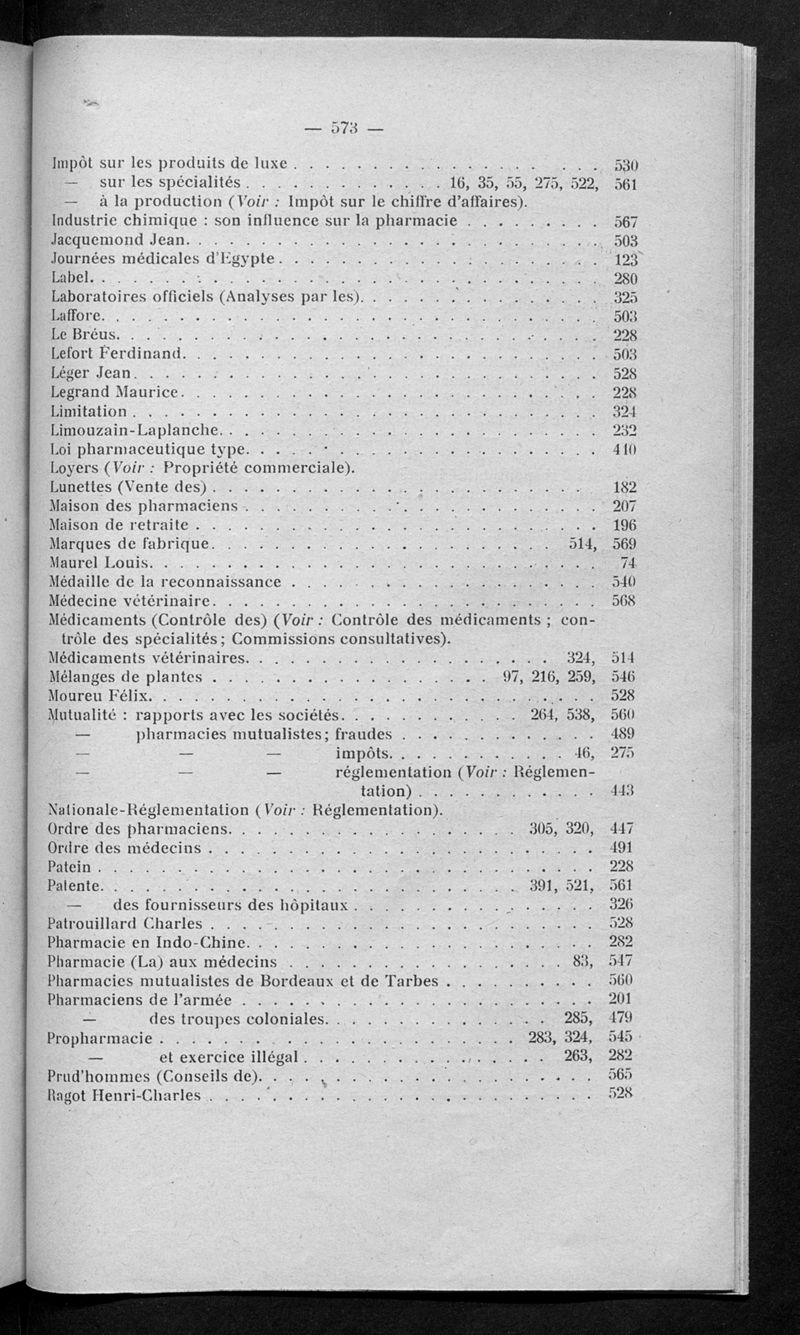 — 573 —
Impôt sur les produits de luxe . . . . . . . . . . . . . . . . . . . 530
— sur les spécialités . . . . . . . . . . . . . 16, 35, 55, 275, 522, 561
— à la production (Voir : Impôt sur le chiffre d'affaires).
Industrie chimique : son influence sur la pharmacie . . . . . . . . . 567
Jacquemond Jean. . . . . . . . . . . . . . . . . . . . . . . . . . . 503
Journées médicales d'Egypte . . . . . . . . . . . . . . . . . . . . . 123
Label. . . . . . . . . . . . . . . . . . . . . . . . . . . . . . . . 280
Laboratoires officiels (Analyses par les). . . . . . . . . . . . . . . 325
Laffore. . . . . . . . . . . . . . . . . . . . . . . . . . . . . . . 503
Le Bréus. . . . . . . . . . . . . . . . . . . . . . . . . . . . . . 228
Lefort Ferdinand. . . . . . . . . . . . . . . . . . . . . . . . . . 503
Léger Jean . . . . . . . . . . . . . . . . . . . . . . . . . . . . . 528
Legrand Maurice. . . . . . . . . . . . . . . . . . . . . . . . . . . 228
Limitation . . . . . . . . . . . . . . . . . . . . . . . . . . . . . 324
Limouzain-Laplanche. . . . . . . . . . . . . . . . . . . . . . . . . 232
Loi pharmaceutique type. . . . . . . . . . . . . . . . . . . . . . . 410
Loyers (Voir : Propriété commerciale).
Lunettes (Vente des) . . . . . . . . . . . . . . . . . . . . . . . . 182
Maison des pharmaciens . . . . . . . . . . . . . . . . . . . . . . . 207
Maison de retraite . . . . . . . . . . . . . . . . . . . . . . . . . 196
Marques de fabrique. . . . . . . . . . . . . . . . . . . . . . 514, 569
Maurel Louis. . . . . . . . . . . . . . . . . . . . . . . . . . . . 74
Médaille de la reconnaissance . . . . . . . . . . . . . . . . . . . . 540
Médecine vétérinaire. . . . . . . . . . . . . . . . . . . . . . . . . 568
Médicaments (Contrôle des) (Voir : Contrôle des médicaments ; con-
trôle des spécialités ; Commissions consultatives).
Médicaments vétérinaires. . . . . . . . . . . . . . . . . . . . 324, 514
Mélanges de plantes . . . . . . . . . . . . . . . . . . 97, 216, 259, 546
Moureu Félix. . . . . . . . . . . . . . . . . . . . . . . . . . . . 528
Mutualité : rapports avec les sociétés. . . . . . . . . . . . 264, 538, 560
— pharmacies mutualistes ; fraudes . . . . . . . . . . . . . 489
— — — impôts. . . . . . . . . . . . 46, 275
— — — réglementation (Voir : Réglemen-
tation) . . . . . . . . . . . . 443
Nationale-Réglementation (Voir : Réglementation).
Ordre des pharmaciens. . . . . . . . . . . . . . . . . . . 305, 320, 447
Ordre des médecins . . . . . . . . . . . . . . . . . . . . . . . . . 491
Patein . . . . . . . . . . . . . . . . . . . . . . . . . . . . . . . 228
Patente. . . . . . . . . . . . . . . . . . . . . . . . . . 391, 521, 561
— des fournisseurs des hôpitaux . . . . . . . . . . . . . . . . 326
Patrouillard Charles . . . . . . . . . . . . . . . . . . . . . . . . 528
Pharmacie en Indo-Chine. . . . . . . . . . . . . . . . . . . . . . . 282
Pharmacie (La) aux médecins . . . . . . . . . . . . . . . . . . 83, 547
Pharmacies mutualistes de Bordeaux et de Tarbes . . . . . . . . . . 560
Pharmaciens de l'armée . . . . . . . . . . . . . . . . . . . . . . . 201
— des troupes coloniales. . . . . . . . . . . . . . . 285, 479
Propharmacie . . . . . . . . . . . . . . . . . . . . . . . 283, 324, 545
— et exercice illégal . . . . . . . . . . . . . . . . 263, 282
Prud'hommes (Conseils de). . . . . . . . . . . . . . . . . . . . . . 565
Ragot Henri-Charles . . . . . . . . . . . . . . . . . . . . . . . . . 528